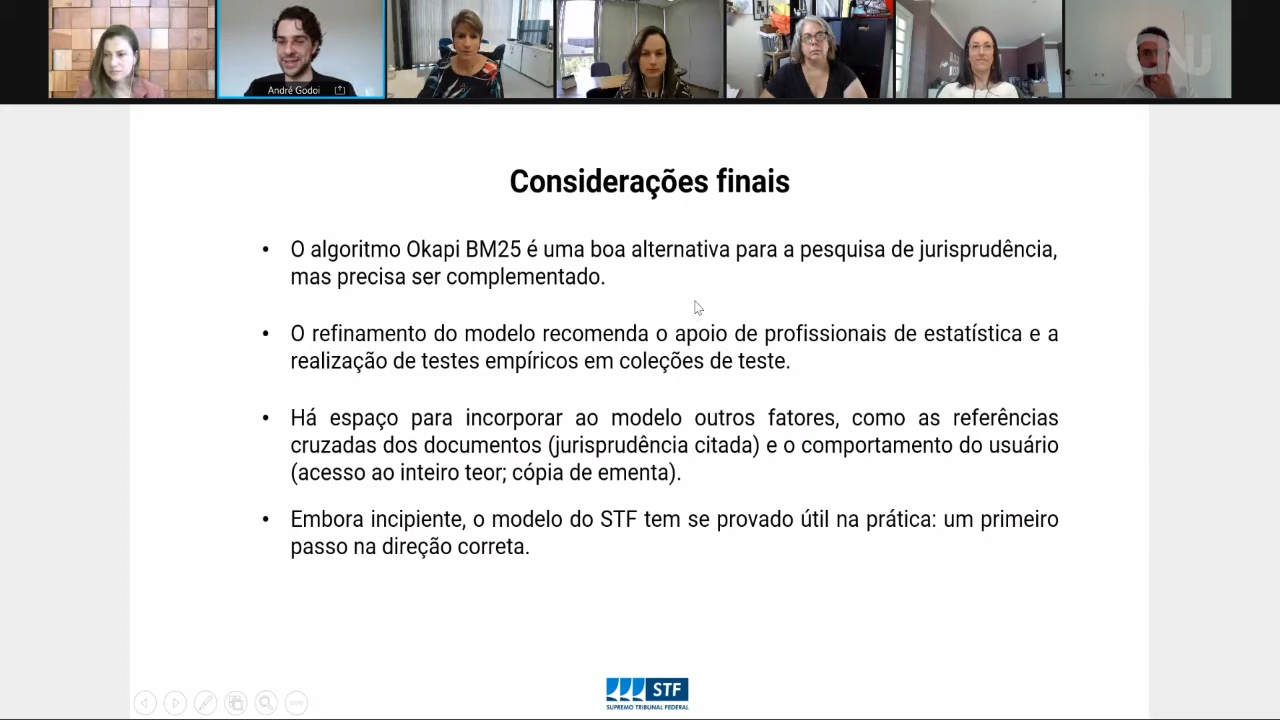 CNJ
André Godoi
Considerações finais
• O algoritmo Okapi BM25 é uma boa alternativa para a pesquisa de jurisprudência,
mas precisa ser complementado.
• O refinamento do modelo recomenda o apoio de profissionais de estatística e a
realização de testes empíricos em coleções de teste.
• Há espaço para incorporar ao modelo outros fatores, como as referências
cruzadas dos documentos (jurisprudência citada) e o comportamento do usuário
(acesso ao inteiro teor; cópia de ementa).
• Embora incipiente, o modelo do STF tem se provado útil na prática: um primeiro
passo na direção correta.
STF
SUPREMO TRIBUNAL FEDERAL